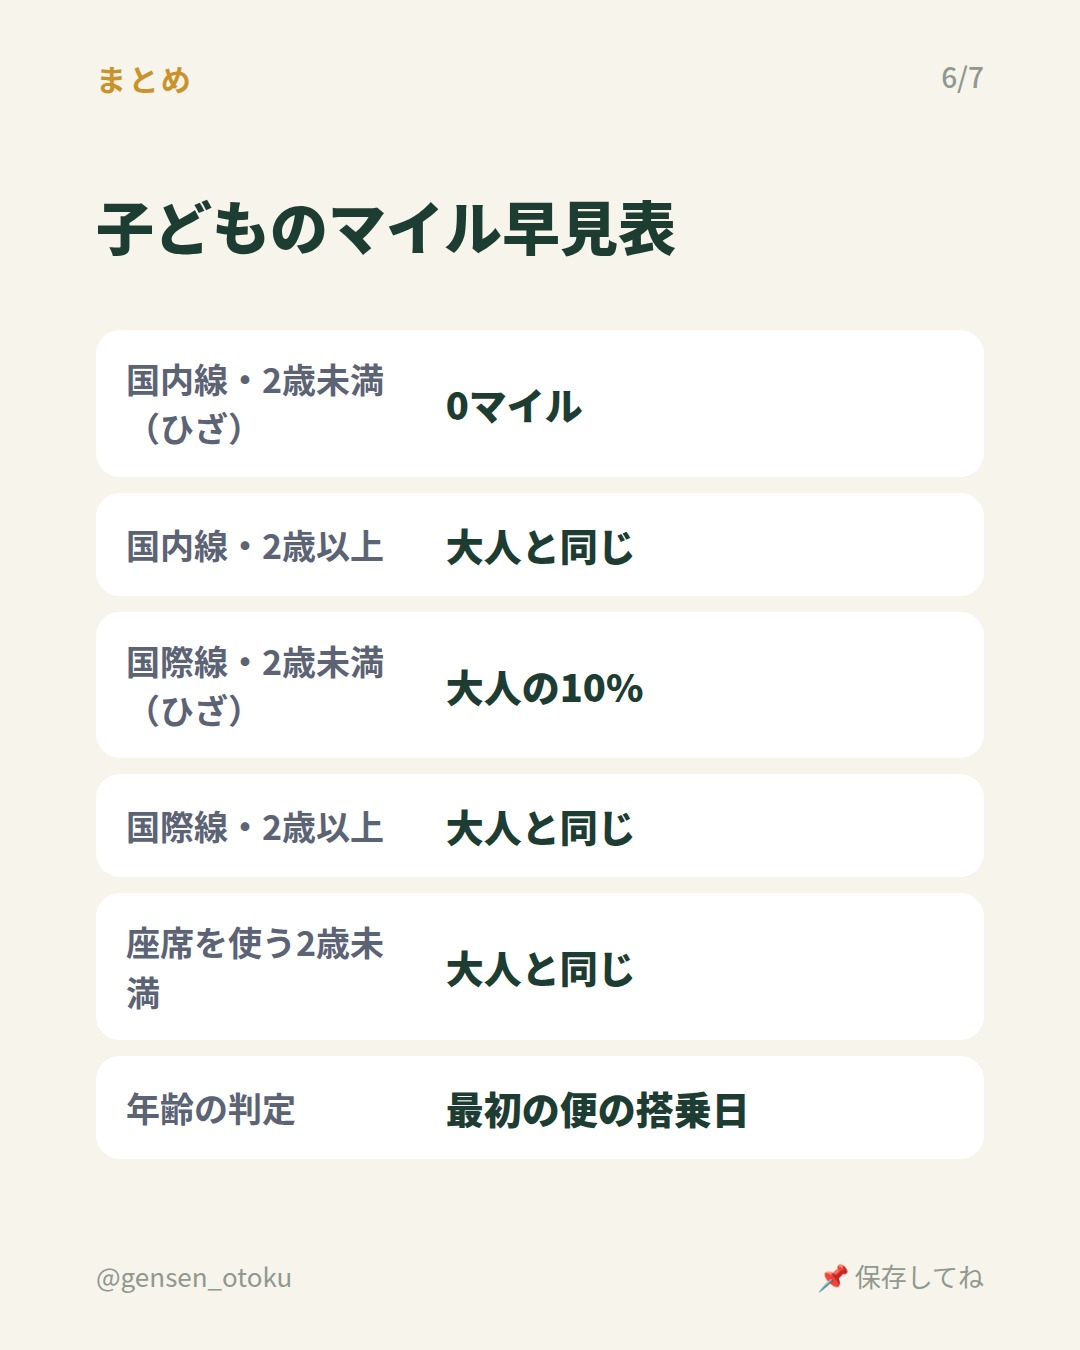 まとめ
6/7
子どものマイル早見表
国内線・2歳未満
（ひざ）
0マイル
国内線・2歳以上
大人と同じ
国際線・2歳未満
（ひざ）
大人の10%
国際線・2歳以上
大人と同じ
座席を使う2歳未
満
大人と同じ
年齢の判定
最初の便の搭乗日
@gensen_otoku
📌 保存してね